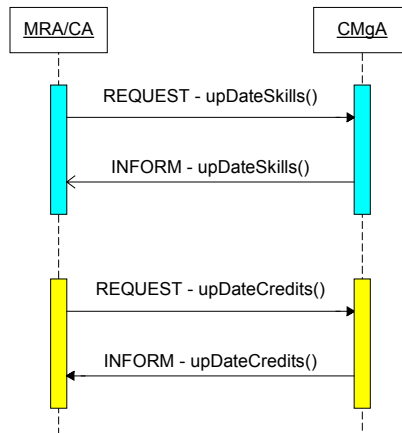 MRA/CA
CMgA
REQUEST - upDateSkills()
INFORM - upDateSkills()
REQUEST - upDateCredits()
INFORM - upDateCredits()